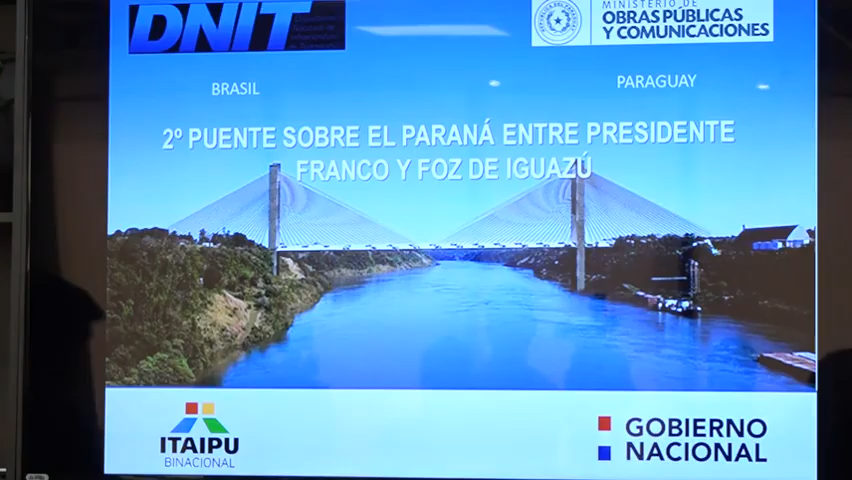 DNIT
MINISTERIO DE
OBRAS PÚBLICAS
Y COMUNICACIONES
BRASIL
PARAGUAY
2º PUENTE SOBRE EL PARANÁ ENTRE PRESIDENTE
FRANCO Y FOZ DE IGUAZÚ
ITAIPU
BINACIONAL
GOBIERNO
NACIONAL